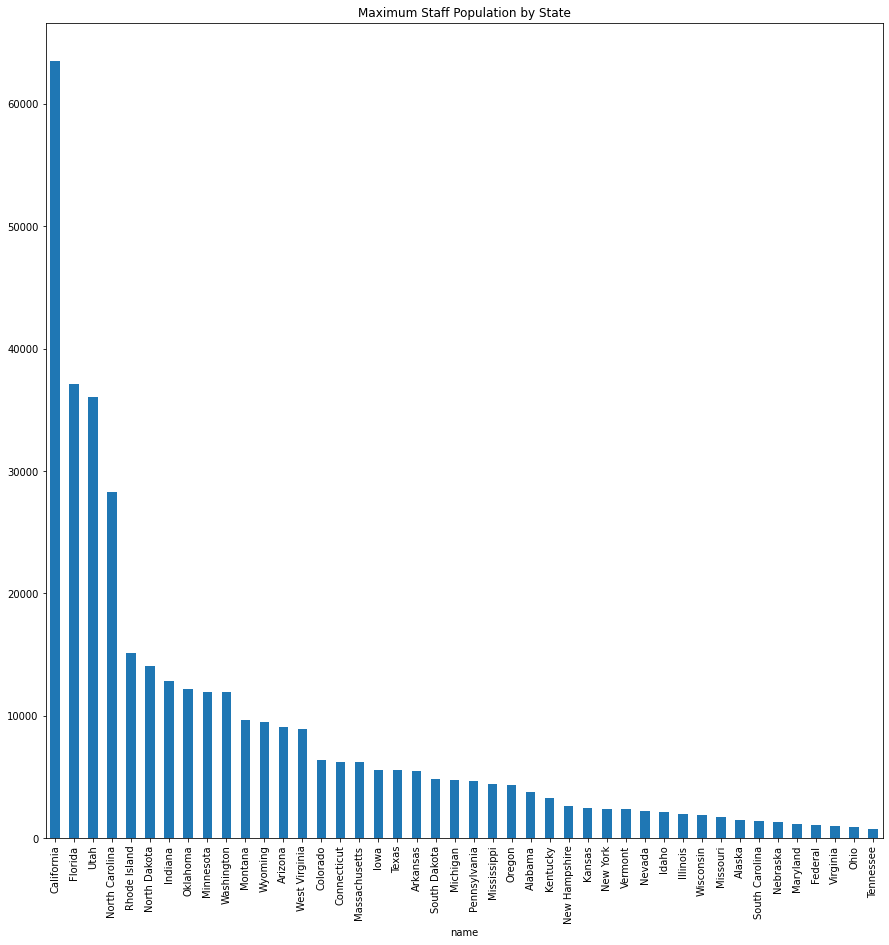 Maximum Staff Population by State
60000
50000
40000
30000
20000
10000
0
California
Florida
Utah
North Carolina
Rhode Island
North Dakota
Indiana
Oklahoma
Minnesota
Washington
Montana
Wyoming
Arizona
West Virginia
Colorado
Connecticut
Massachusetts
Iowa
Texas
Arkansas
South Dakota
Michigan
Pennsylvania
Mississippi
Oregon
Alabama
Kentucky
New Hampshire
Kansas
New York
Vermont
Nevada
Idaho
Illinois
Wisconsin
Missouri
Alaska
South Carolina
Nebraska
Maryland
Federal
Virginia
Ohio
Tennessee
name